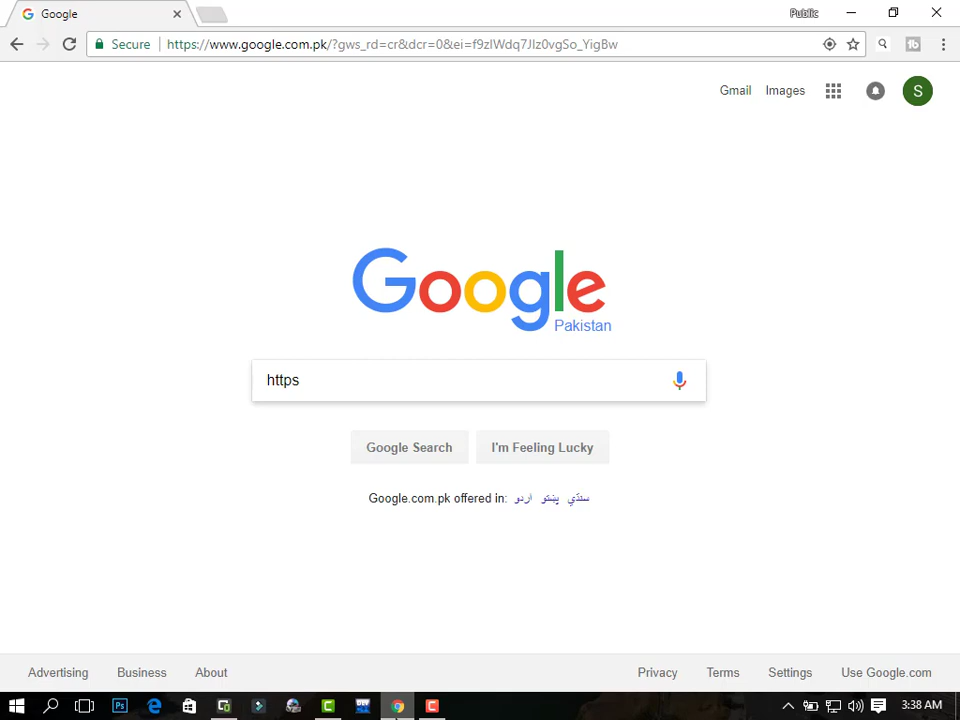 Google
Public
Secure
https://www.google.com.pk/?gws_rd=cr&dcr=0&ei=f9zIWdq7JIz0vgSo_YigBw
Gmail Images S
Google
Pakistan
https
Google Search I'm Feeling Lucky
Google.com.pk offered in: اردو پښتو سنڌي
Advertising Business About Privacy Terms Settings Use Google.com
3:38 AM